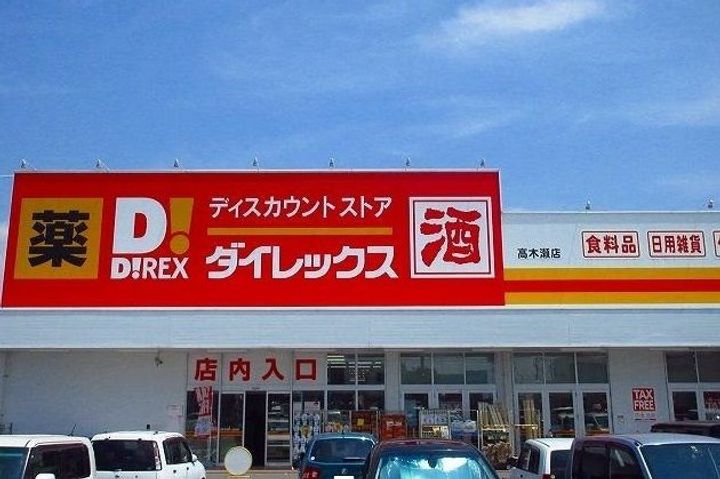 薬
D!
D!REX
ディスカウントストア
ダイレックス
酒
高木瀬店
食料品
日用雑貨
店内入口
TAX
FREE